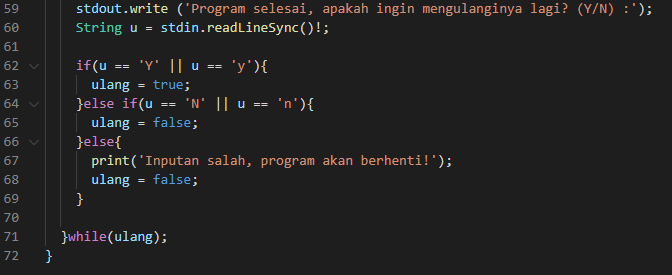 59 stdout.write ('Program selesai, apakah ingin mengulanginya lagi? (Y/N) :');
60 String u = stdin.readLineSync()!;
61
62 if(u == 'Y' || u == 'y'){
63 ulang = true;
64 }else if(u == 'N' || u == 'n'){
65 ulang = false;
66 }else{
67 print('Inputan salah, program akan berhenti!');
68 ulang = false;
69 }
70
71 }while(ulang);
72 }